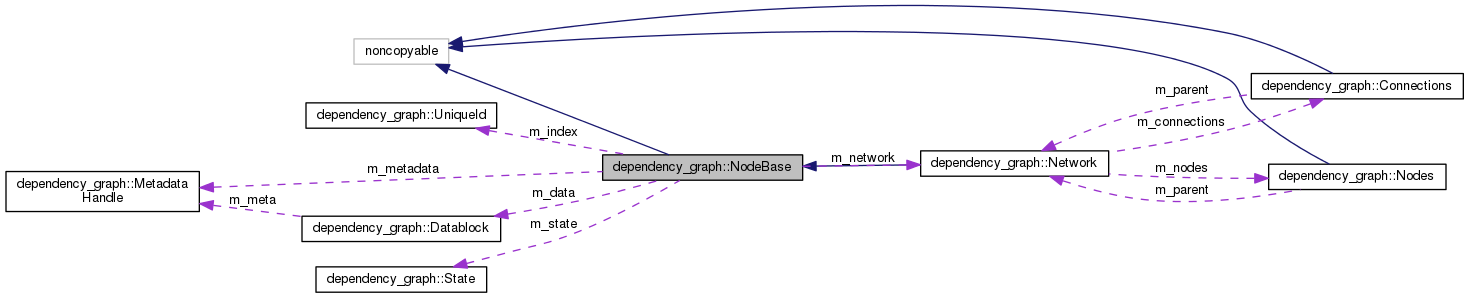 noncopyable
dependency_graph::Connections
m_parent
dependency_graph::UniqueId
m_connections
m_index
m_network
dependency_graph::Network
dependency_graph::NodeBase
m_nodes
m_metadata
dependency_graph::Nodes
dependency_graph::Metadata
Handle
m_parent
m_data
m_meta
dependency_graph::Datablock
m_state
dependency_graph::State